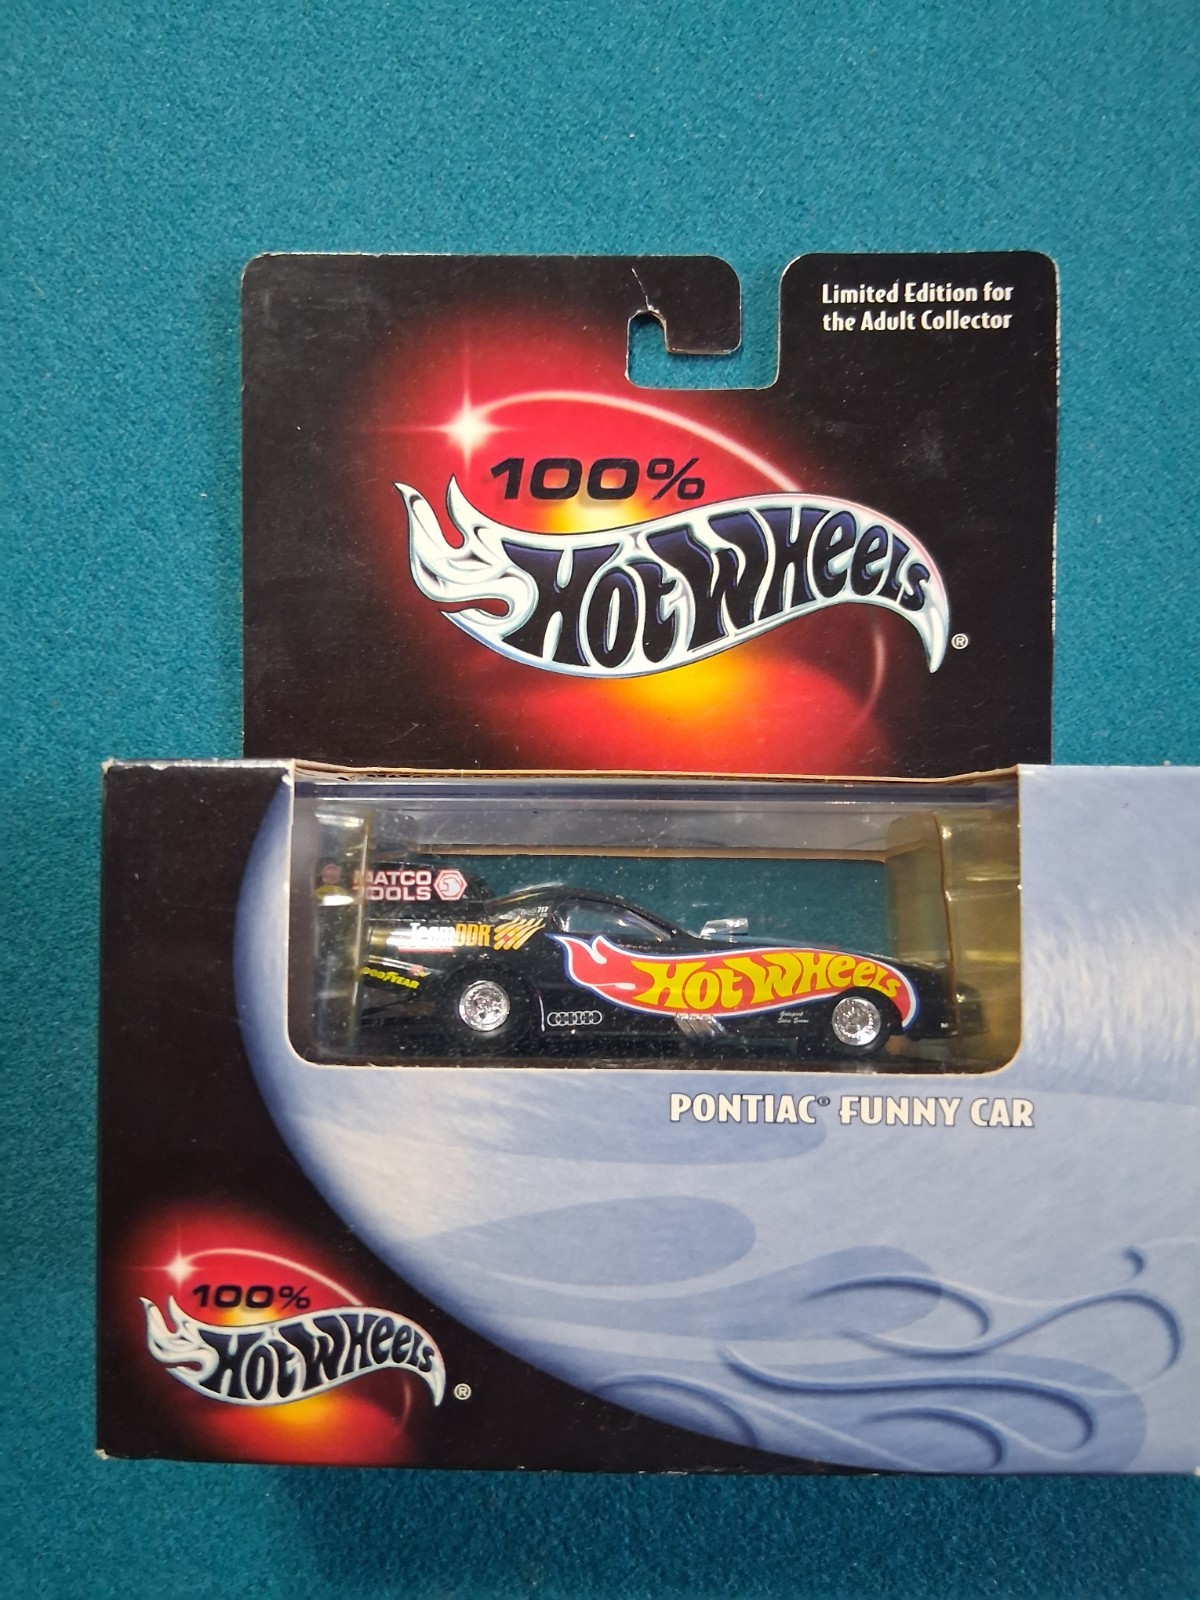 Limited Edition for
the Adult Collector
100%
Hot Wheels ®
MATCO
TOOLS
TeamDDR
GOODYEAR
Hot Wheels
PONTIAC® FUNNY CAR
100%
Hot Wheels ®